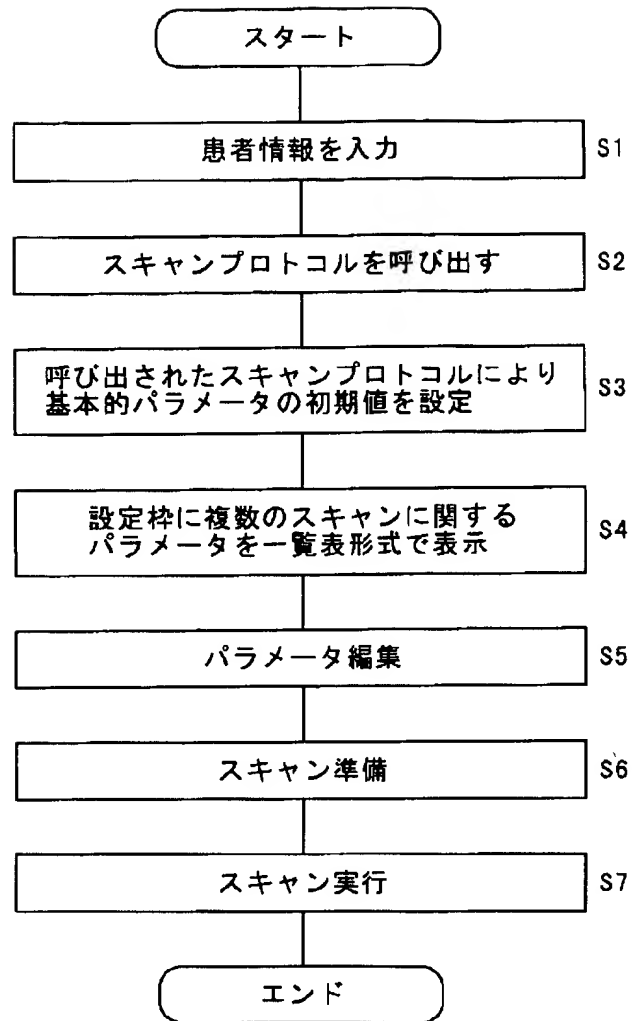 スタート
患者情報を入力
S1
スキャンプロトコルを呼び出す
S2
呼び出されたスキャンプロトコルにより
基本的パラメータの初期値を設定
S3
設定枠に複数のスキャンに関する
パラメータを一覧表形式で表示
S4
パラメータ編集
S5
スキャン準備
S6
スキャン実行
S7
エンド